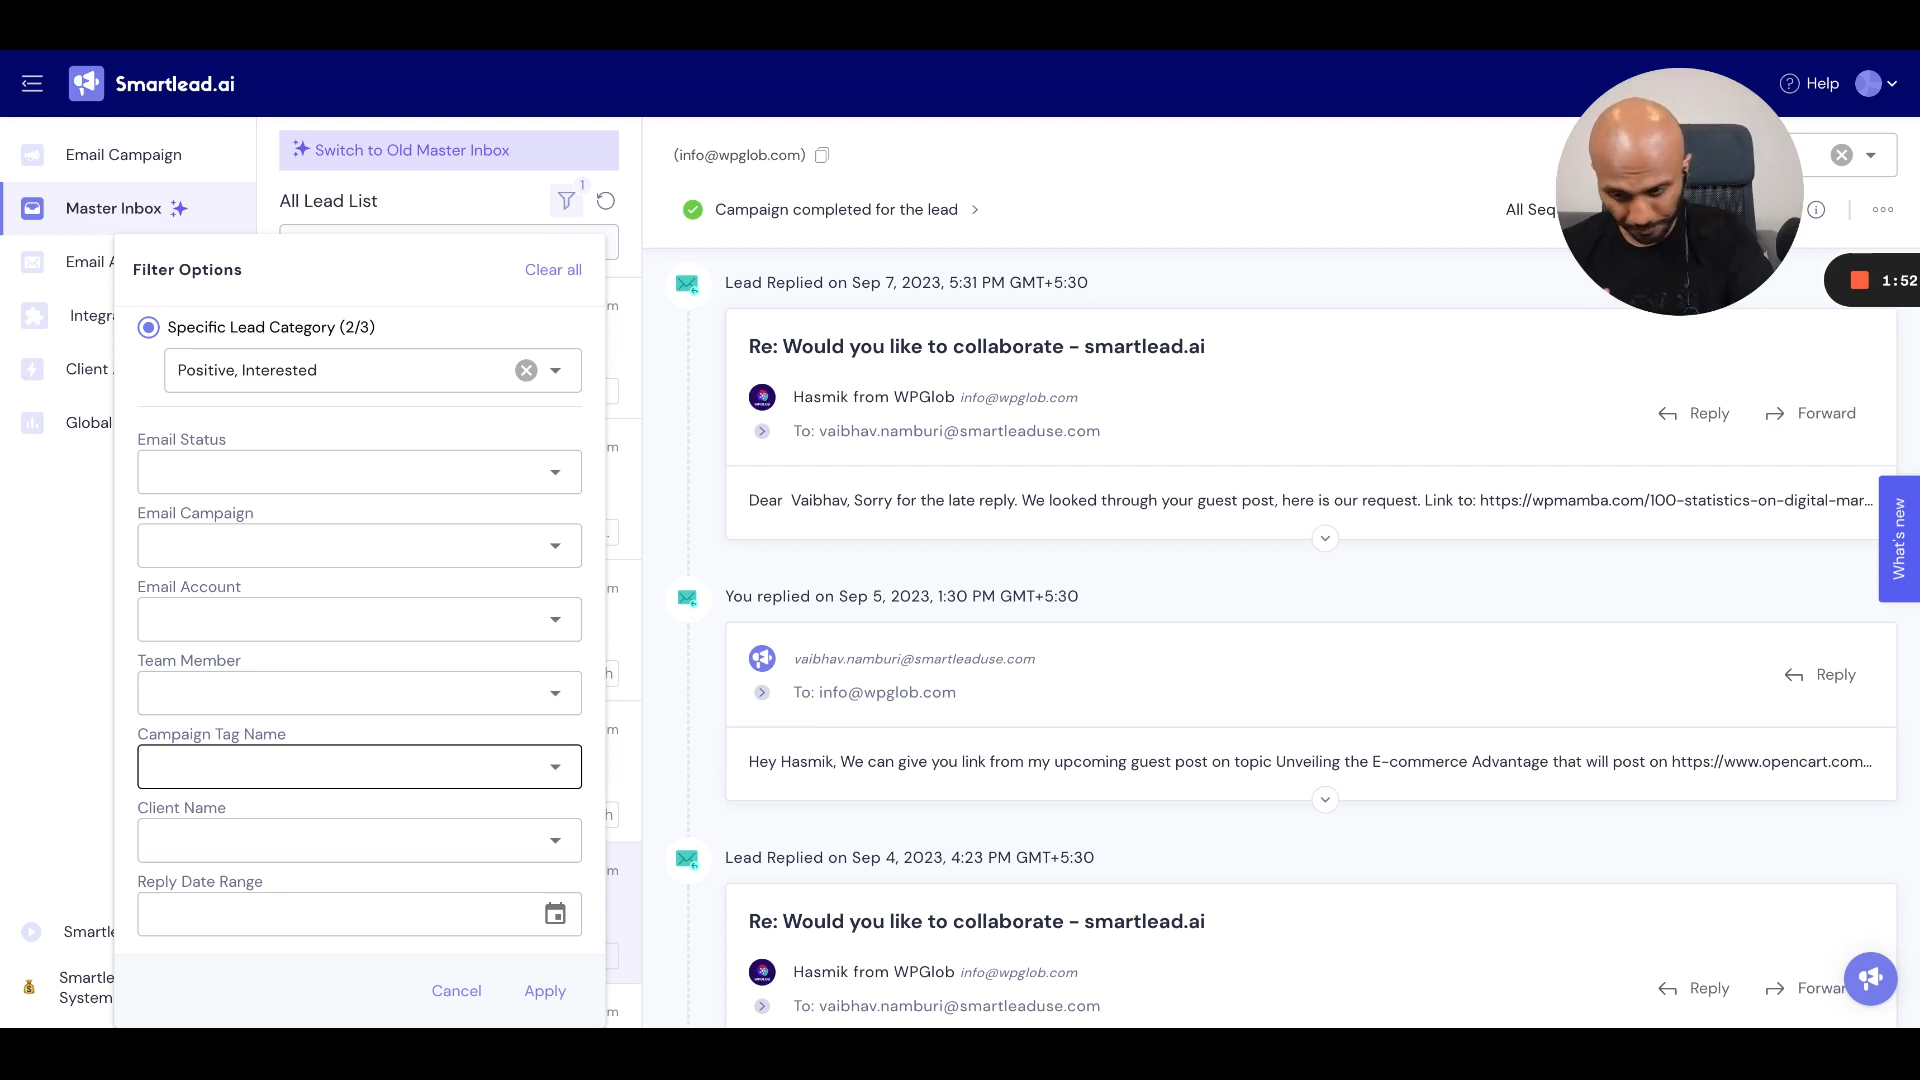 Smartlead.ai
Help
Email Campaign
Master Inbox
Email A
Integra
Client
Global
Smartle
Smartle
System
Switch to Old Master Inbox
All Lead List
1
Filter Options
Clear all
Specific Lead Category (2/3)
Positive, Interested
Email Status
Email Campaign
Email Account
Team Member
Campaign Tag Name
Client Name
Reply Date Range
Cancel
Apply
(info@wpglob.com)
Campaign completed for the lead
All Seq
1:52
Lead Replied on Sep 7, 2023, 5:31 PM GMT+5:30
Re: Would you like to collaborate - smartlead.ai
Hasmik from WPGlob info@wpglob.com
To: vaibhav.namburi@smartleaduse.com
Reply
Forward
Dear Vaibhav, Sorry for the late reply. We looked through your guest post, here is our request. Link to: https://wpmamba.com/100-statistics-on-digital-mar...
What's new
You replied on Sep 5, 2023, 1:30 PM GMT+5:30
vaibhav.namburi@smartleaduse.com
To: info@wpglob.com
Reply
Hey Hasmik, We can give you link from my upcoming guest post on topic Unveiling the E-commerce Advantage that will post on https://www.opencart.com...
Lead Replied on Sep 4, 2023, 4:23 PM GMT+5:30
Re: Would you like to collaborate - smartlead.ai
Hasmik from WPGlob info@wpglob.com
To: vaibhav.namburi@smartleaduse.com
Reply
Forwar